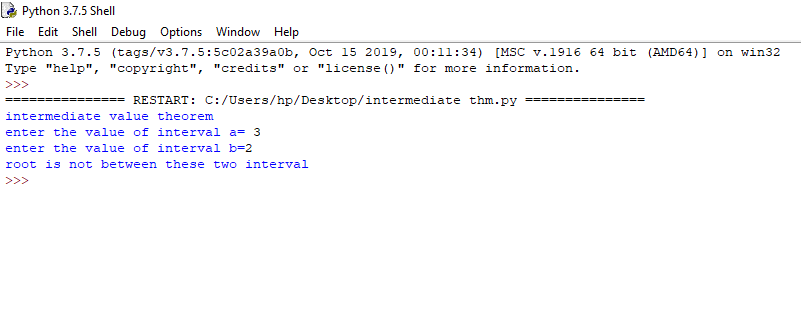 Python 3.7.5 Shell
File Edit Shell Debug Options Window Help
Python 3.7.5 (tags/v3.7.5:5c02a39a0b, Oct 15 2019, 00:11:34) [MSC v.1916 64 bit (AMD64)] on win32
Type "help", "copyright", "credits" or "license()" for more information.
>>>
=============== RESTART: C:/Users/hp/Desktop/intermediate thm.py ===============
intermediate value theorem
enter the value of interval a= 3
enter the value of interval b=2
root is not between these two interval
>>>